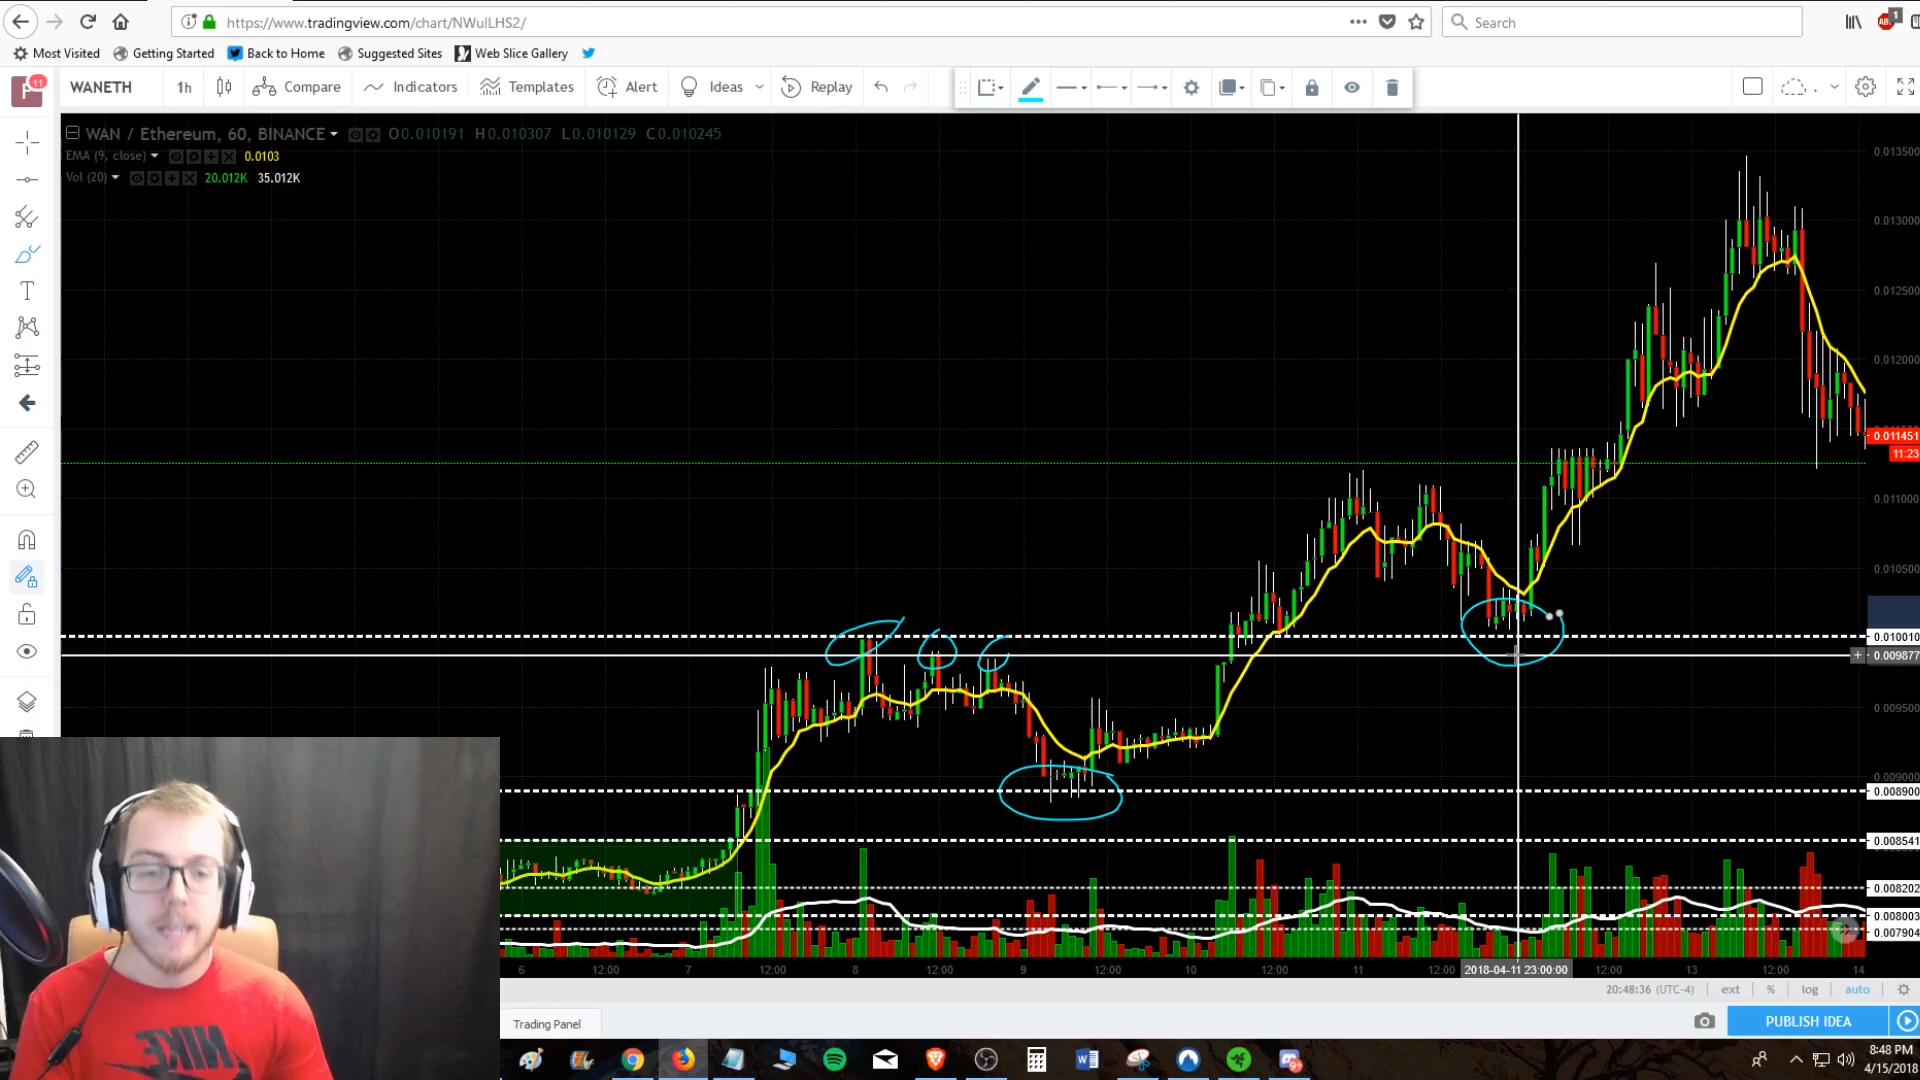 https://www.tradingview.com/chart/NWulLHS2/
Search
Most Visited
Getting Started
Back to Home
Suggested Sites
Web Slice Gallery
11
WANETH
1h
Compare
Indicators
Templates
Alert
Ideas
Replay
WAN / Ethereum, 60, BINANCE
O0.010191 H0.010307 L0.010129 C0.010245
EMA (9, close)
0.0103
Vol (20)
20.012K 35.012K
0.013500
0.013000
0.012500
0.012000
0.011451
11:23
0.011000
0.010500
0.010010
0.009877
0.009500
0.009000
0.008900
0.008541
0.008202
0.008003
0.007904
6 12:00 7 12:00 8 12:00 9 12:00 10 12:00 11 12:00 2018-04-11 23:00:00 12:00 13 12:00 14
20:48:36 (UTC-4) ext % log auto
Trading Panel
PUBLISH IDEA
NIKE
8:48 PM
4/15/2018